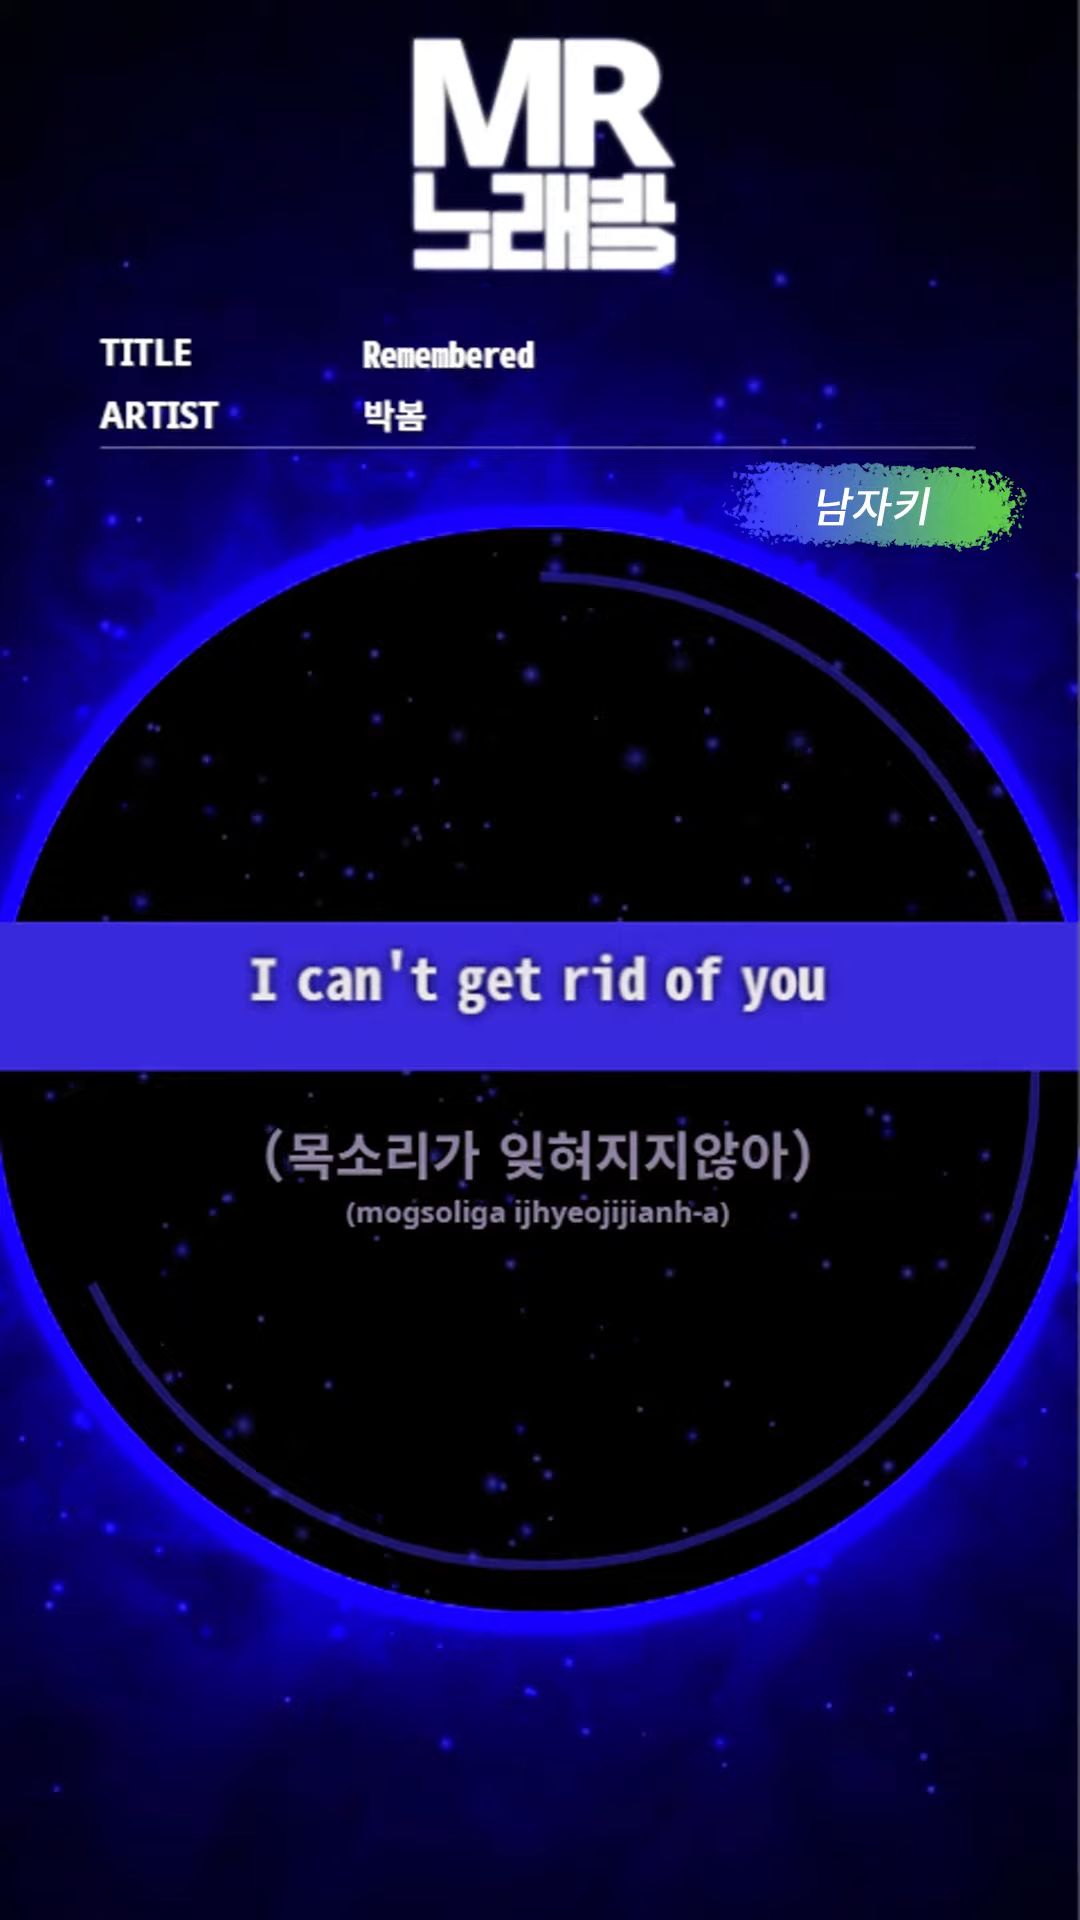 MR
노래방
TITLE Remembered
ARTIST 박봄
남자키
I can't get rid of you
(목소리가 잊혀지지않아)
(mogsoliga ijhyeojijianh-a)